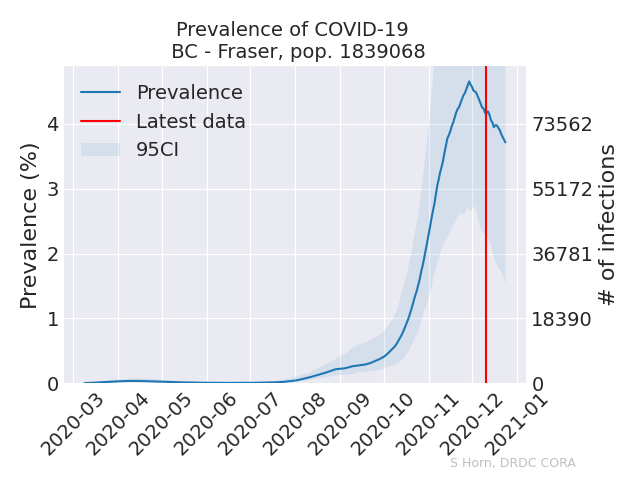 Prevalence of COVID-19
BC - Fraser, pop. 1839068
Prevalence
Latest data
95CI
Prevalence (%)
4
3
2
1
0
73562
55172
36781
18390
0
# of infections
2020-03
2020-04
2020-05
2020-06
2020-07
2020-08
2020-09
2020-10
2020-11
2020-12
2021-01
S Horn, DRDC CORA